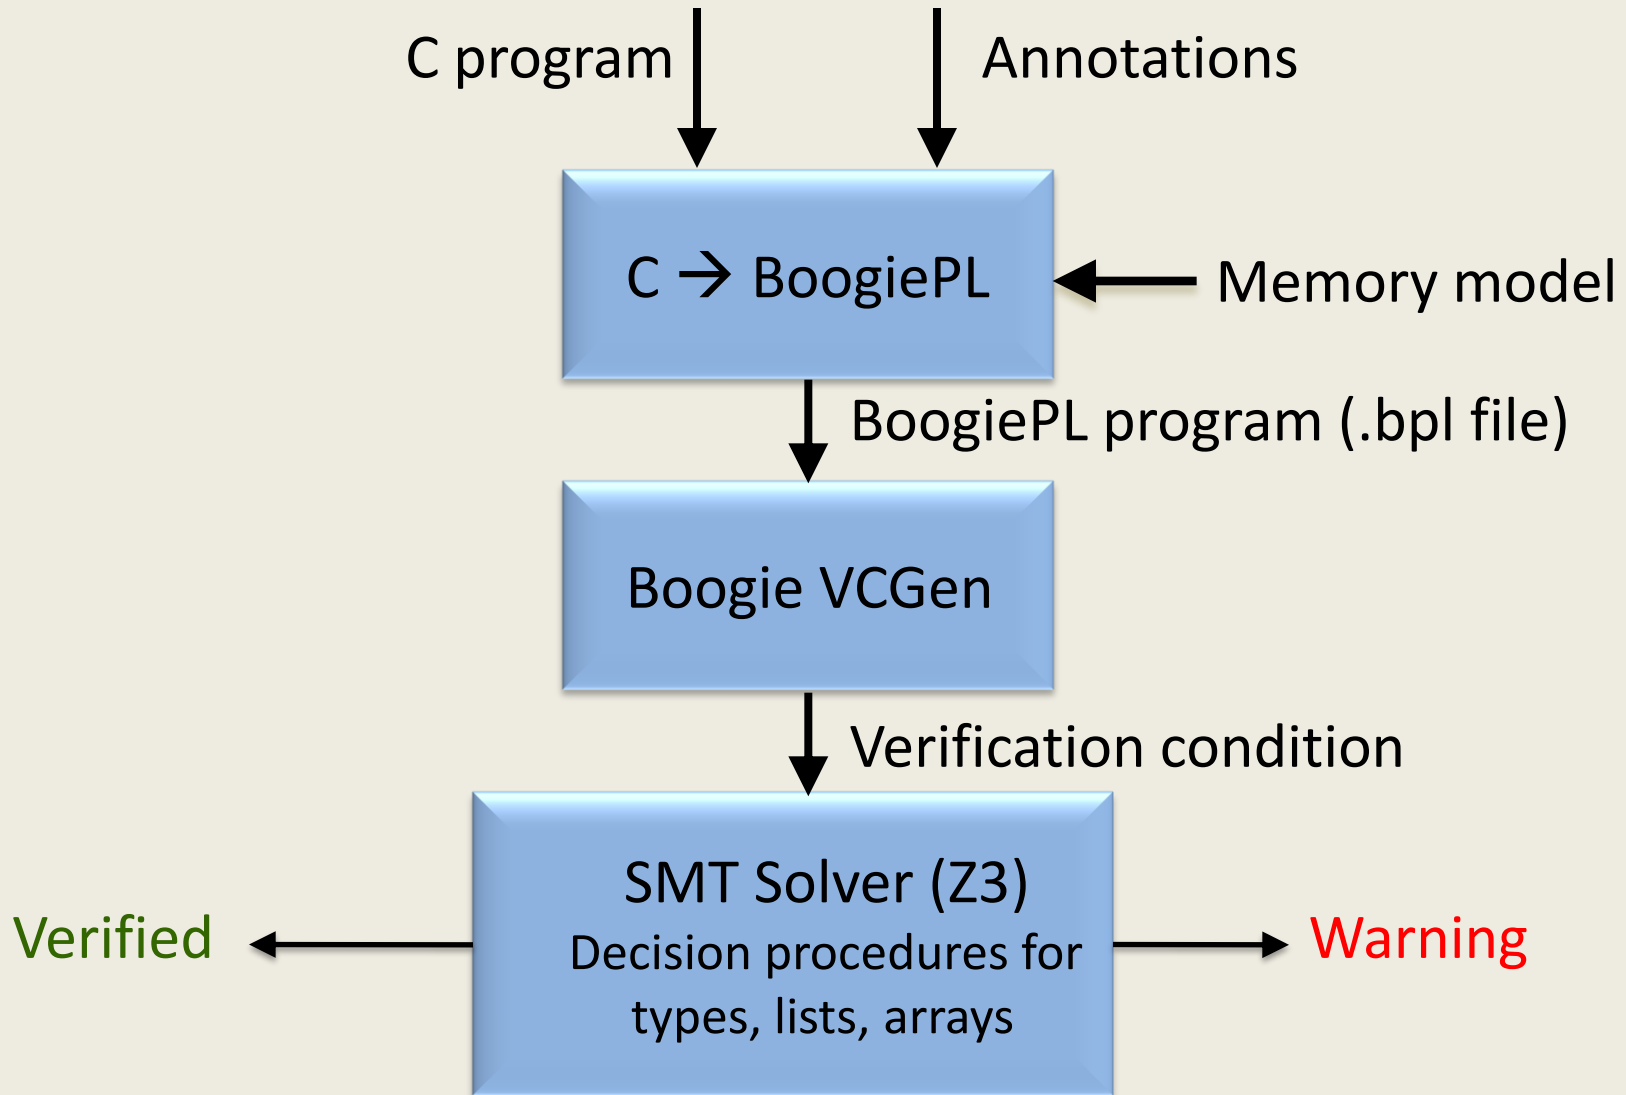 C program
Annotations
C → BoogiePL
Memory model
BoogiePL program (.bpl file)
Boogie VCGen
Verification condition
SMT Solver (Z3)
Verified
Decision procedures for
Warning
types, lists, arrays